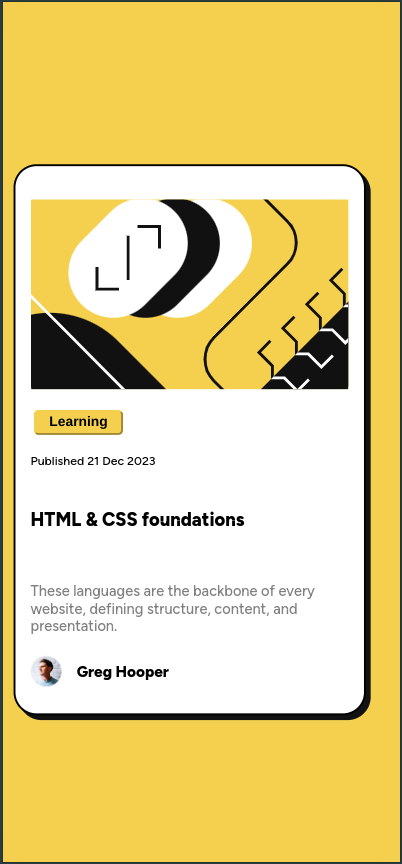 Learning
Published 21 Dec 2023
HTML & CSS foundations
These languages are the backbone of every
website, defining structure, content, and
presentation.
Greg Hooper